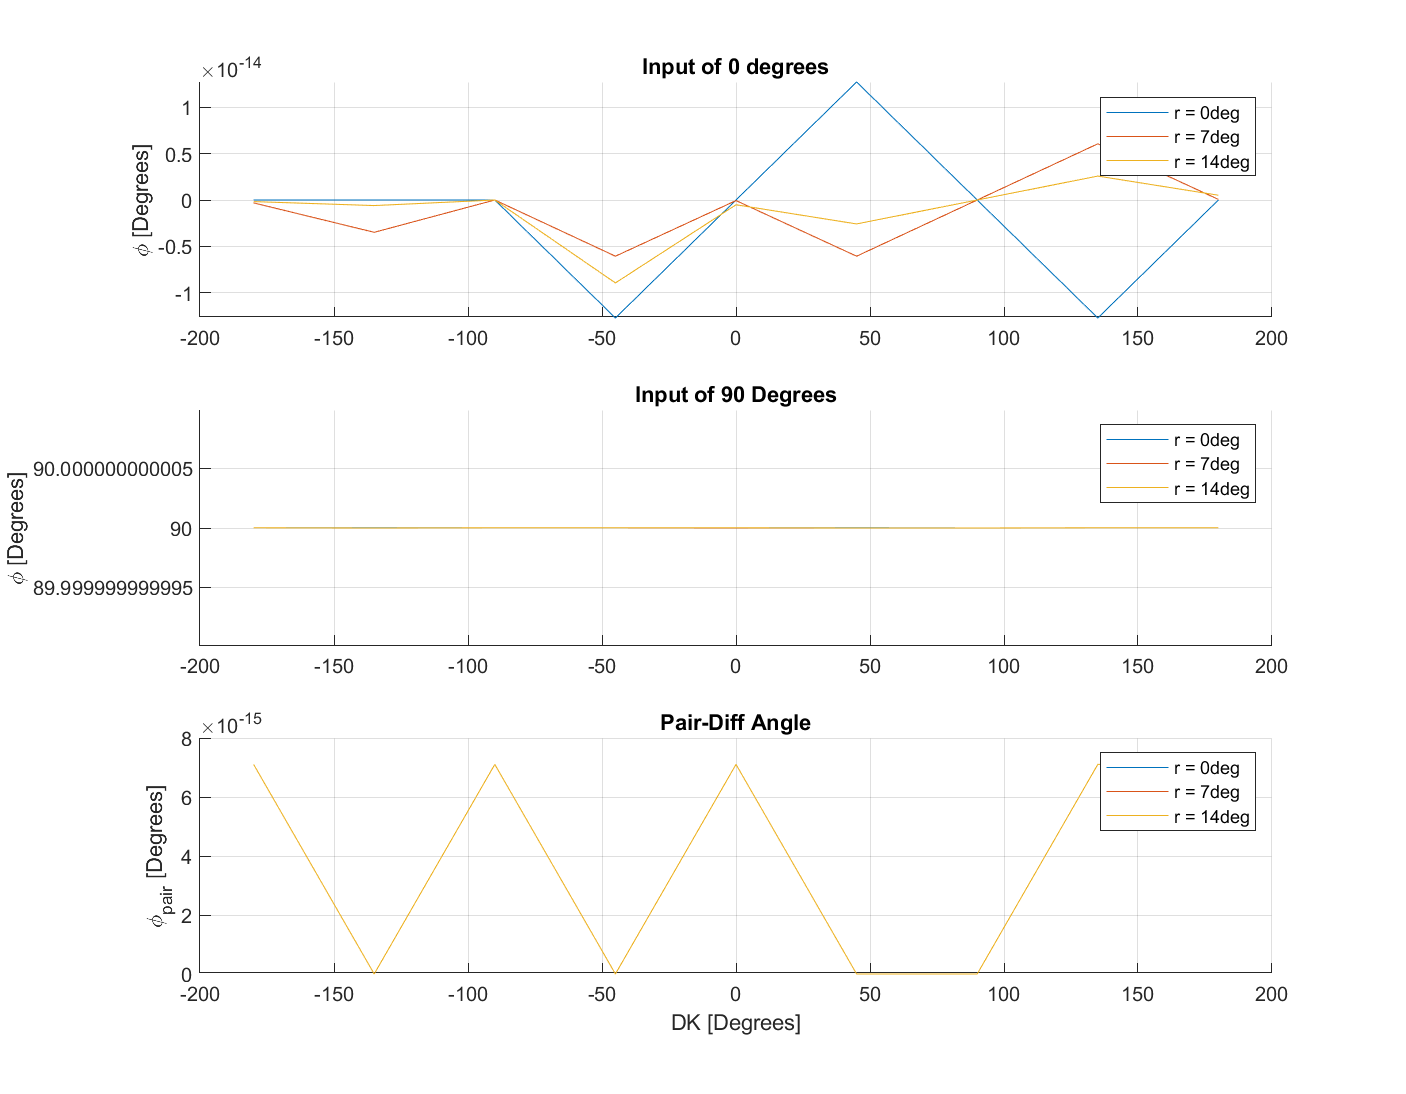 Input of 0 degrees
×10^-14
φ [Degrees]
1
0.5
0
-0.5
-1
-200 -150 -100 -50 0 50 100 150 200
r = 0deg
r = 7deg
r = 14deg
Input of 90 Degrees
φ [Degrees]
90.000000000005
90
89.999999999995
-200 -150 -100 -50 0 50 100 150 200
r = 0deg
r = 7deg
r = 14deg
Pair-Diff Angle
×10^-15
φ_pair [Degrees]
8
6
4
2
0
-200 -150 -100 -50 0 50 100 150 200
r = 0deg
r = 7deg
r = 14deg
DK [Degrees]